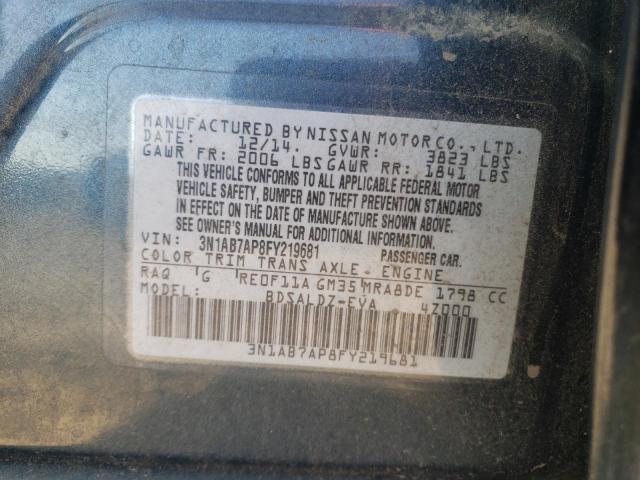 MANUFACTURED BY NISSAN MOTOR CO., LTD.
DATE: 12/14. GVWR: 3823 LBS
GAWR FR: 2006 LBS GAWR RR: 1841 LBS
THIS VEHICLE CONFORMS TO ALL APPLICABLE FEDERAL MOTOR
VEHICLE SAFETY, BUMPER AND THEFT PREVENTION STANDARDS
IN EFFECT ON THE DATE OF MANUFACTURE SHOWN ABOVE.
SEE OWNER'S MANUAL FOR ADDITIONAL INFORMATION
VIN: 3N1AB7AP8FY219681 PASSENGER CAR.
COLOR TRIM TRANS AXLE ENGINE
RAQ G RE0F11A GM35 MRA8DE 1798 CC
BDSALDZ-EVA 4Z000
3N1AB7AP8FY219681